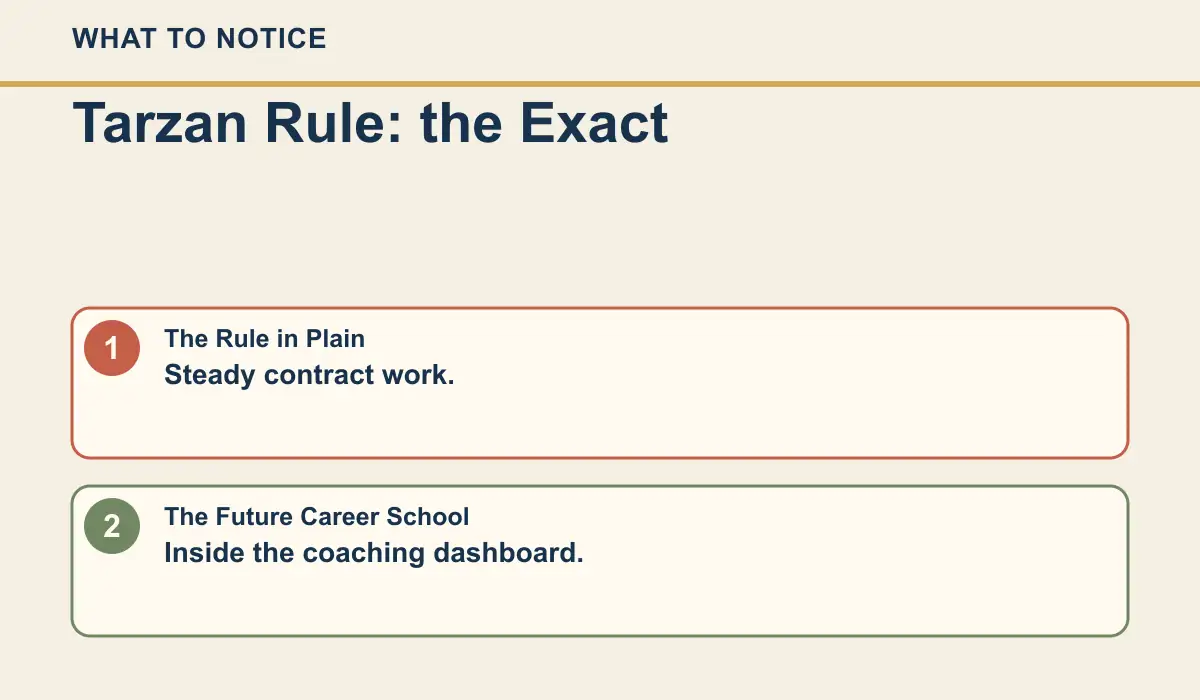 WHAT TO NOTICE
Tarzan Rule: the Exact
1
The Rule in Plain
Steady contract work.
2
The Future Career School
Inside the coaching dashboard.